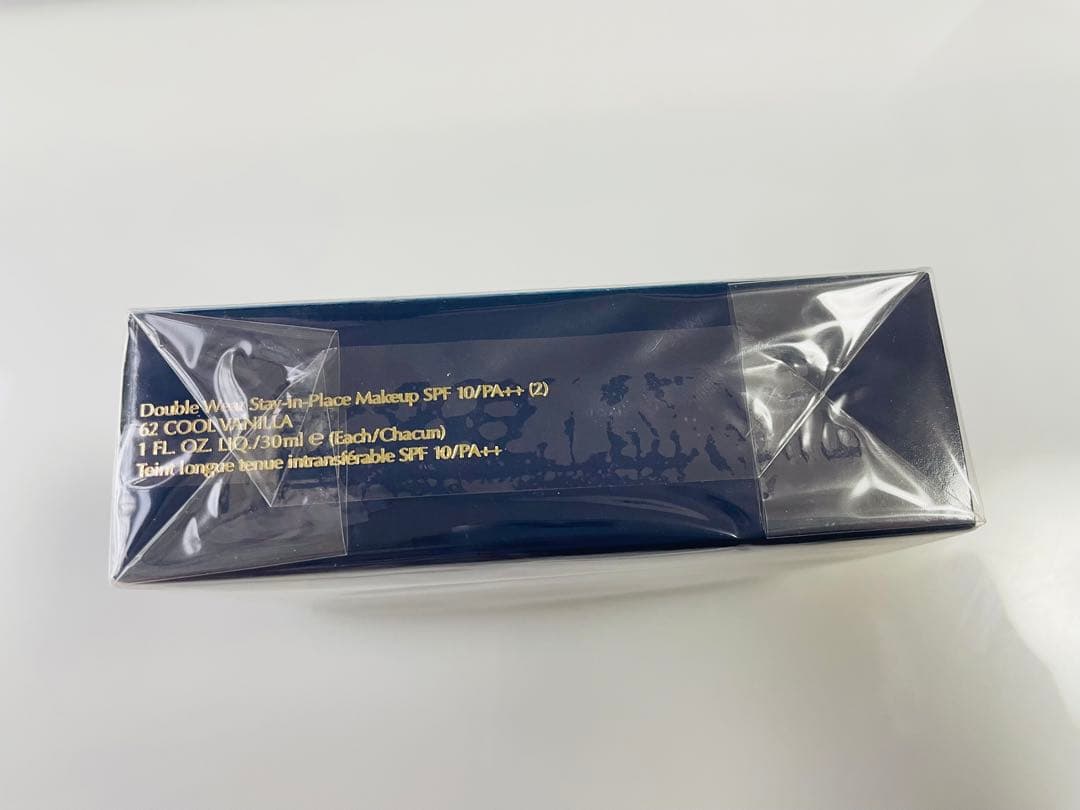 Double Wear Stay-in-Place Makeup SPF 10/PA++ (2)
62 COOL VANILLA
1 FL. OZ. LIQ./30ml ℮ (Each/Chacun)
Teint longue tenue intransférable SPF 10/PA++